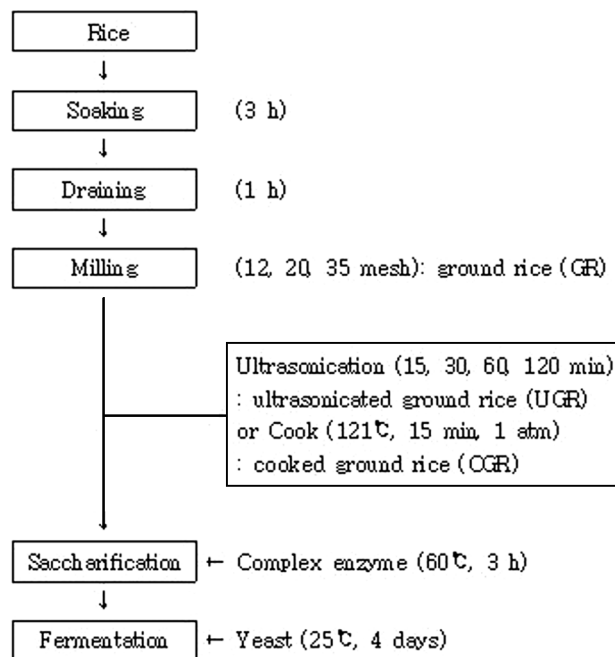 Rice
↓
Soaking (3 h)
↓
Draining (1 h)
↓
Milling (12, 20, 35 mesh): ground rice (GR)
Ultrasonication (15, 30, 60, 120 min)
: ultrasonicated ground rice (UGR)
or Cook (121℃, 15 min, 1 atm)
: cooked ground rice (CGR)
Saccharification ← Complex enzyme (60℃, 3 h)
↓
Fermentation ← Yeast (25℃, 4 days)